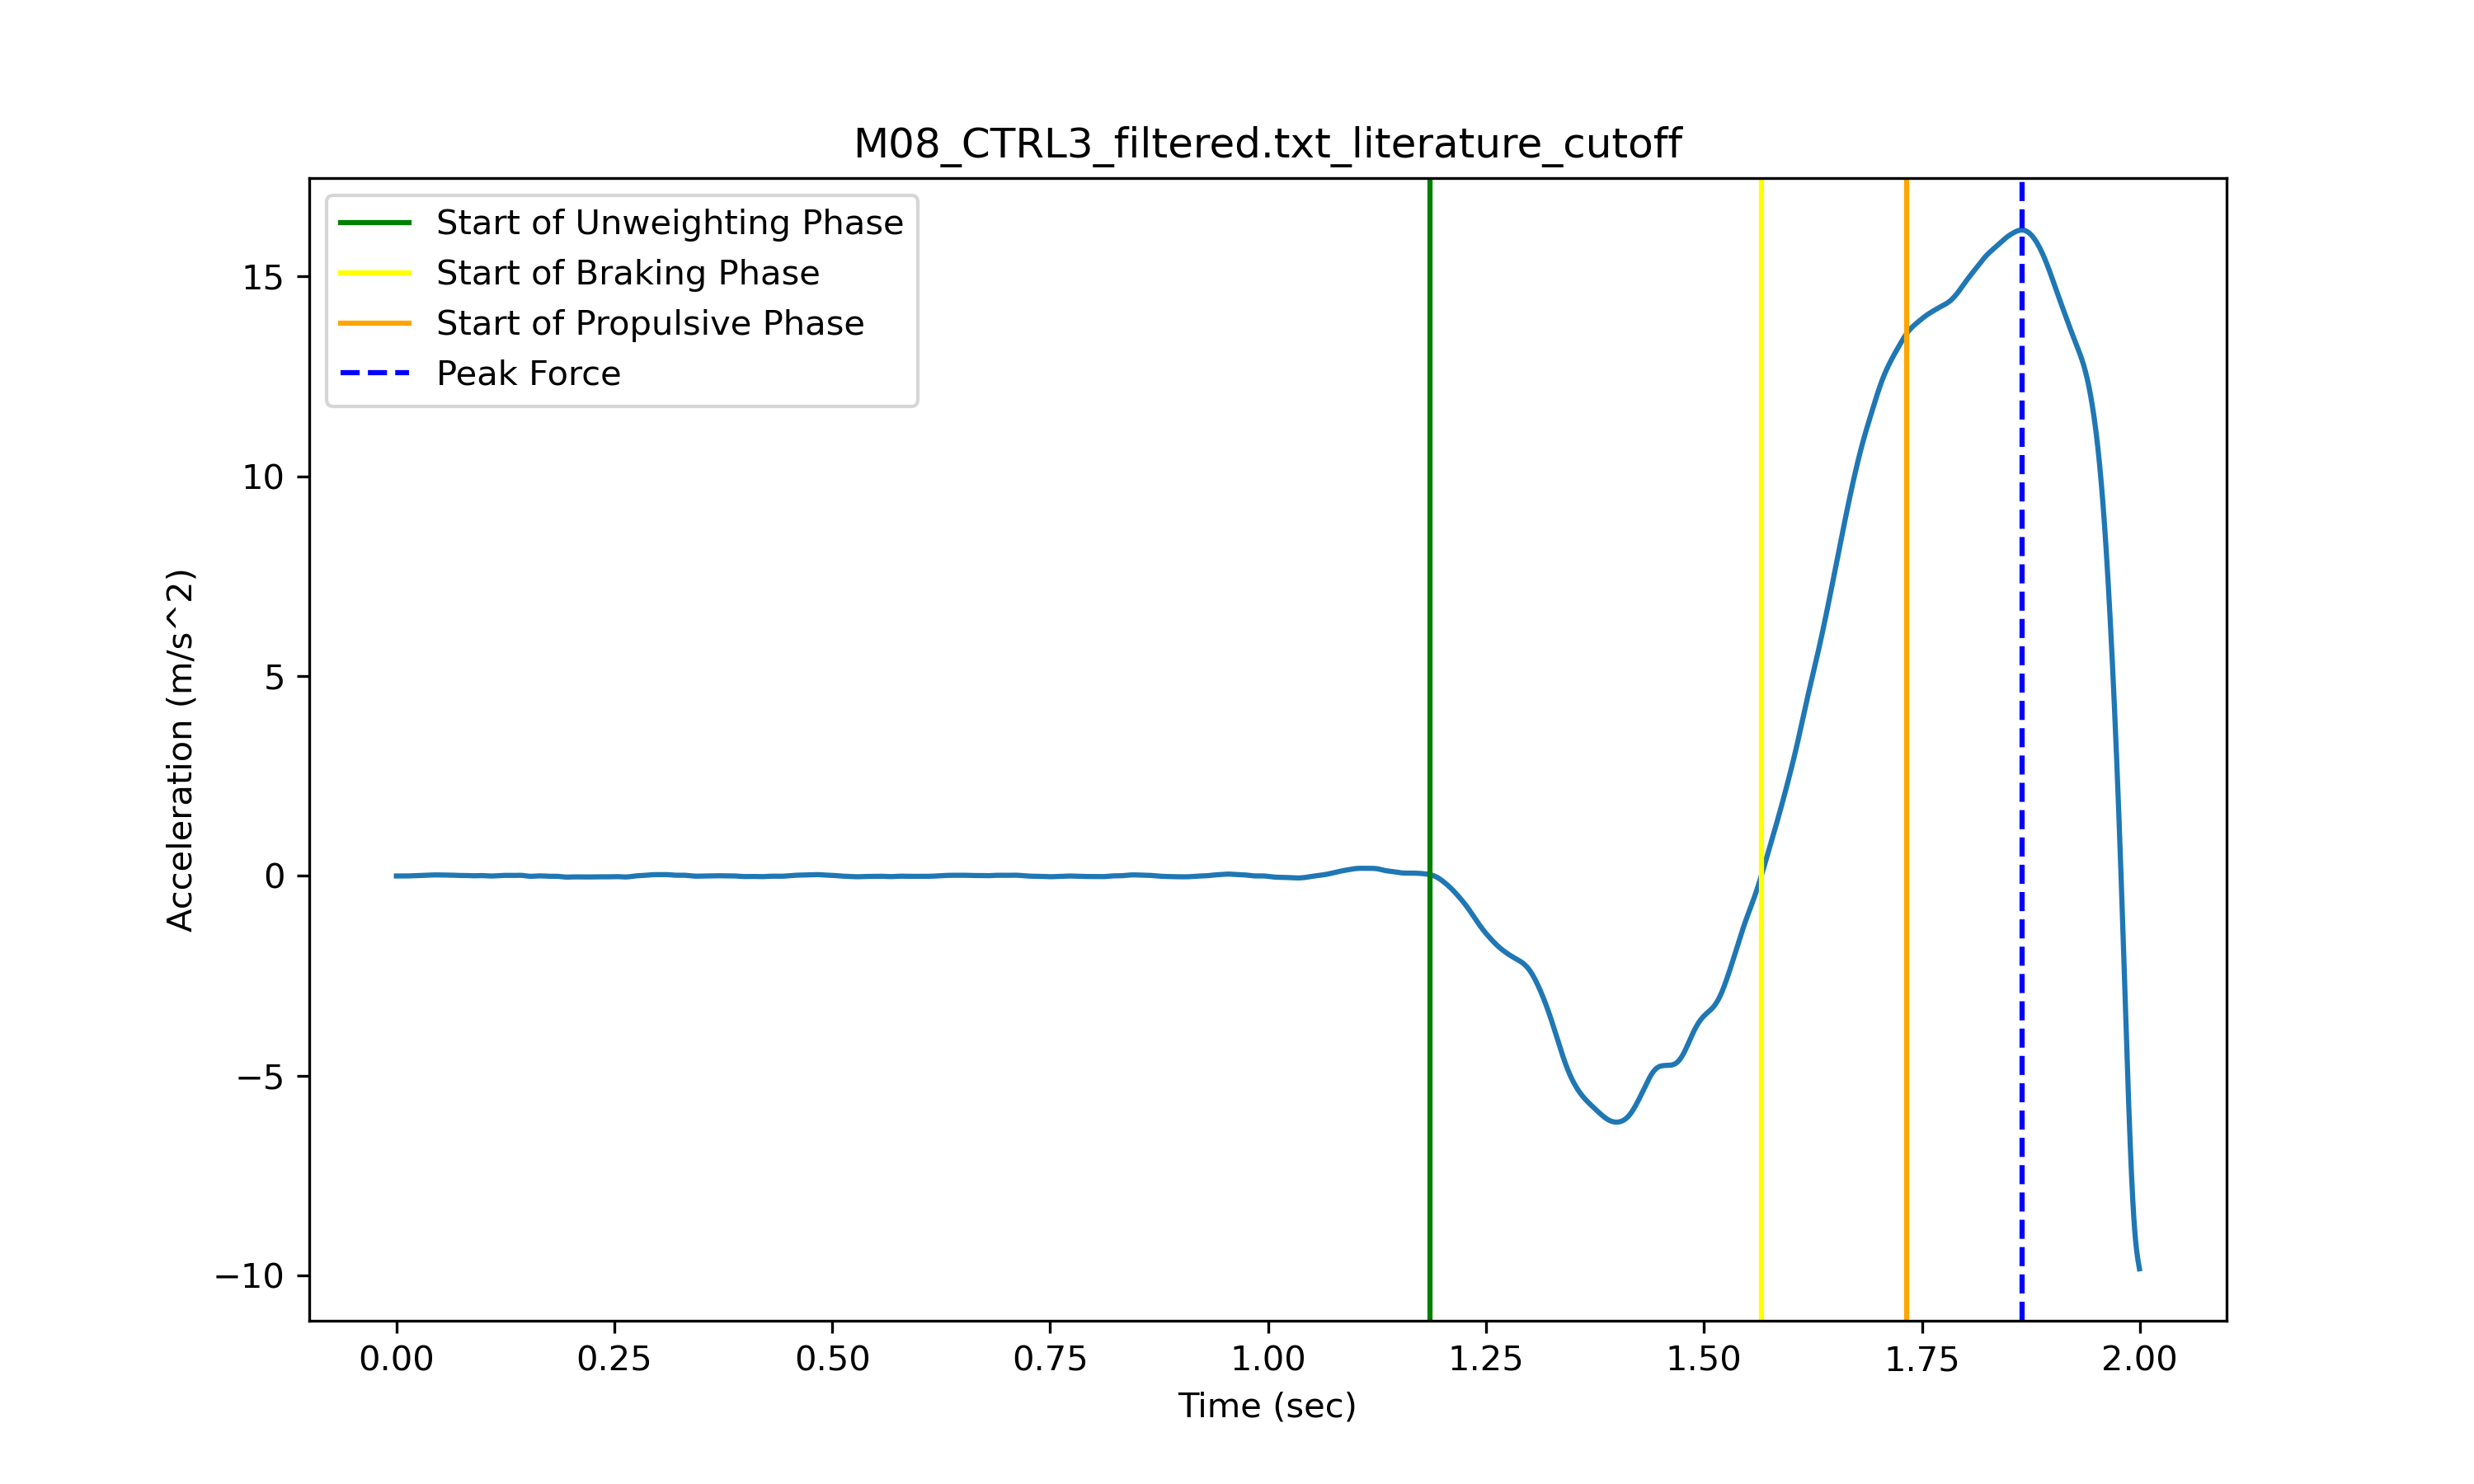 M08_CTRL3_filtered.txt_literature_cutoff
Start of Unweighting Phase
Start of Braking Phase
Start of Propulsive Phase
Peak Force
15
10
5
0
−5
−10
Acceleration (m/s^2)
0.00 0.25 0.50 0.75 1.00 1.25 1.50 1.75 2.00
Time (sec)